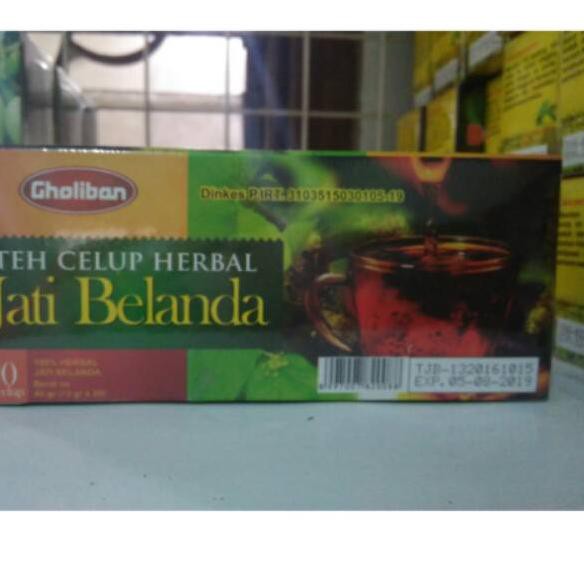 Gholiban
Dinkes P.IRT. 3103515030105-19
TEH CELUP HERBAL
Jati Belanda
100% HERBAL
JATI BELANDA
TJB-1320161015
EXP. 05-08-2019